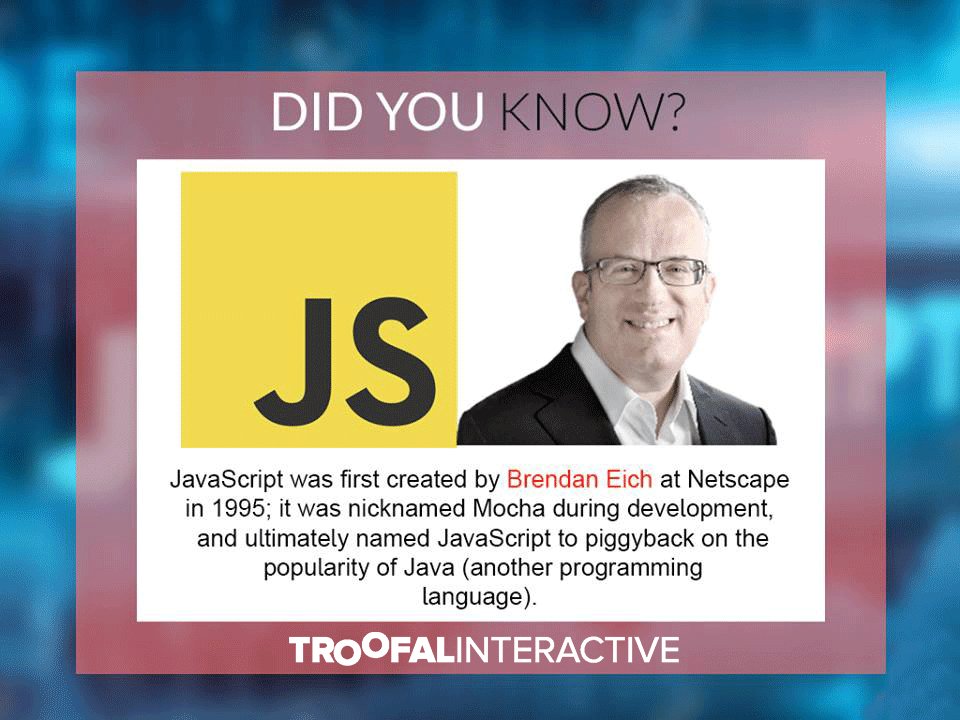 DID YOU KNOW?
JS
JavaScript was first created by Brendan Eich at Netscape
in 1995; it was nicknamed Mocha during development,
and ultimately named JavaScript to piggyback on the
popularity of Java (another programming
language).
TROOFALINTERACTIVE